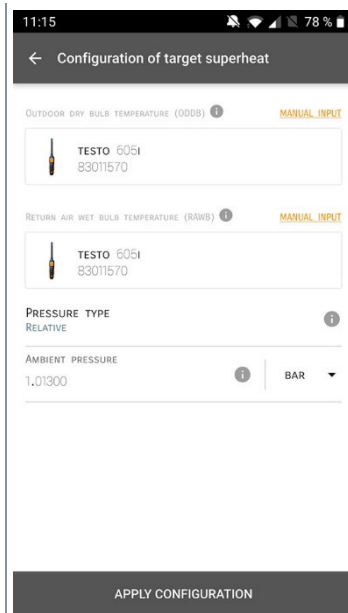 11:15 78 %
Configuration of target superheat
OUTDOOR DRY BULB TEMPERATURE (ODDB) MANUAL INPUT
TESTO 605I
83011570
RETURN AIR WET BULB TEMPERATURE (RAWB) MANUAL INPUT
TESTO 605I
83011570
PRESSURE TYPE
RELATIVE
AMBIENT PRESSURE
1.01300 BAR
APPLY CONFIGURATION